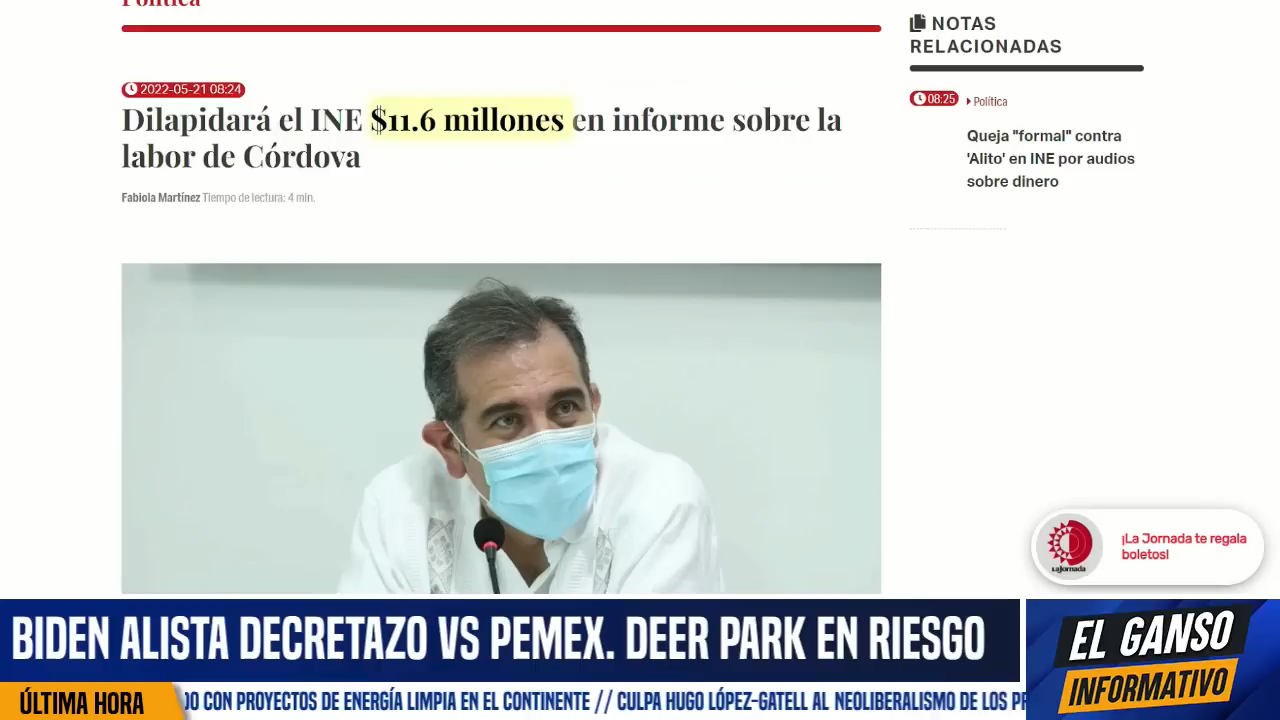 Política
NOTAS
RELACIONADAS
2022-05-21 08:24
Dilapidará el INE $11.6 millones en informe sobre la
labor de Córdova
Fabiola Martínez Tiempo de lectura: 4 min.
08:25 Política
Queja "formal" contra
'Alito' en INE por audios
sobre dinero
¡La Jornada te regala
boletos!
La Jornada
BIDEN ALISTA DECRETAZO VS PEMEX. DEER PARK EN RIESGO
EL GANSO
INFORMATIVO
ÚLTIMA HORA
CON PROYECTOS DE ENERGÍA LIMPIA EN EL CONTINENTE // CULPA HUGO LÓPEZ-GATELL AL NEOLIBERALISMO DE LOS